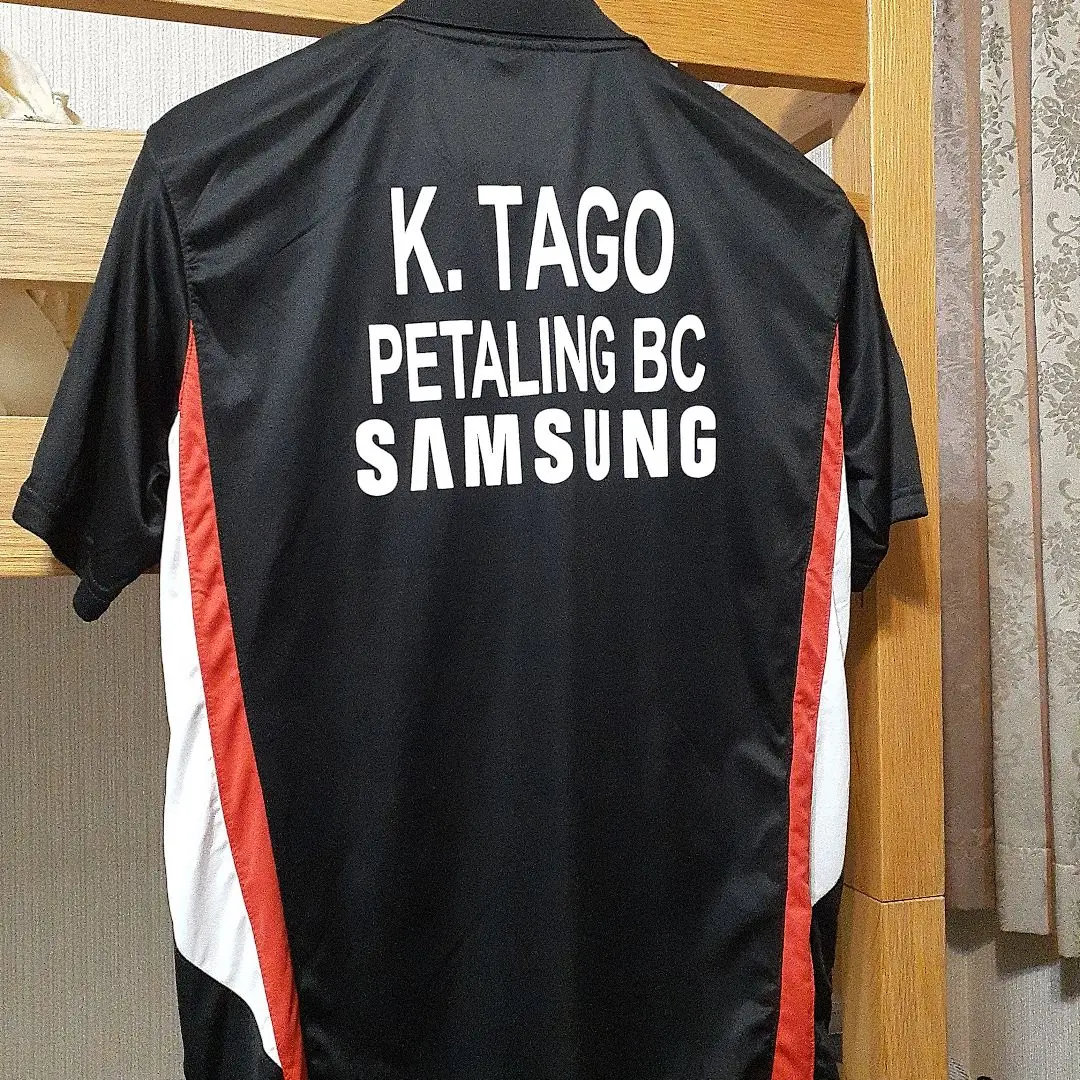 K. TAGO
PETALING BC
SAMSUNG